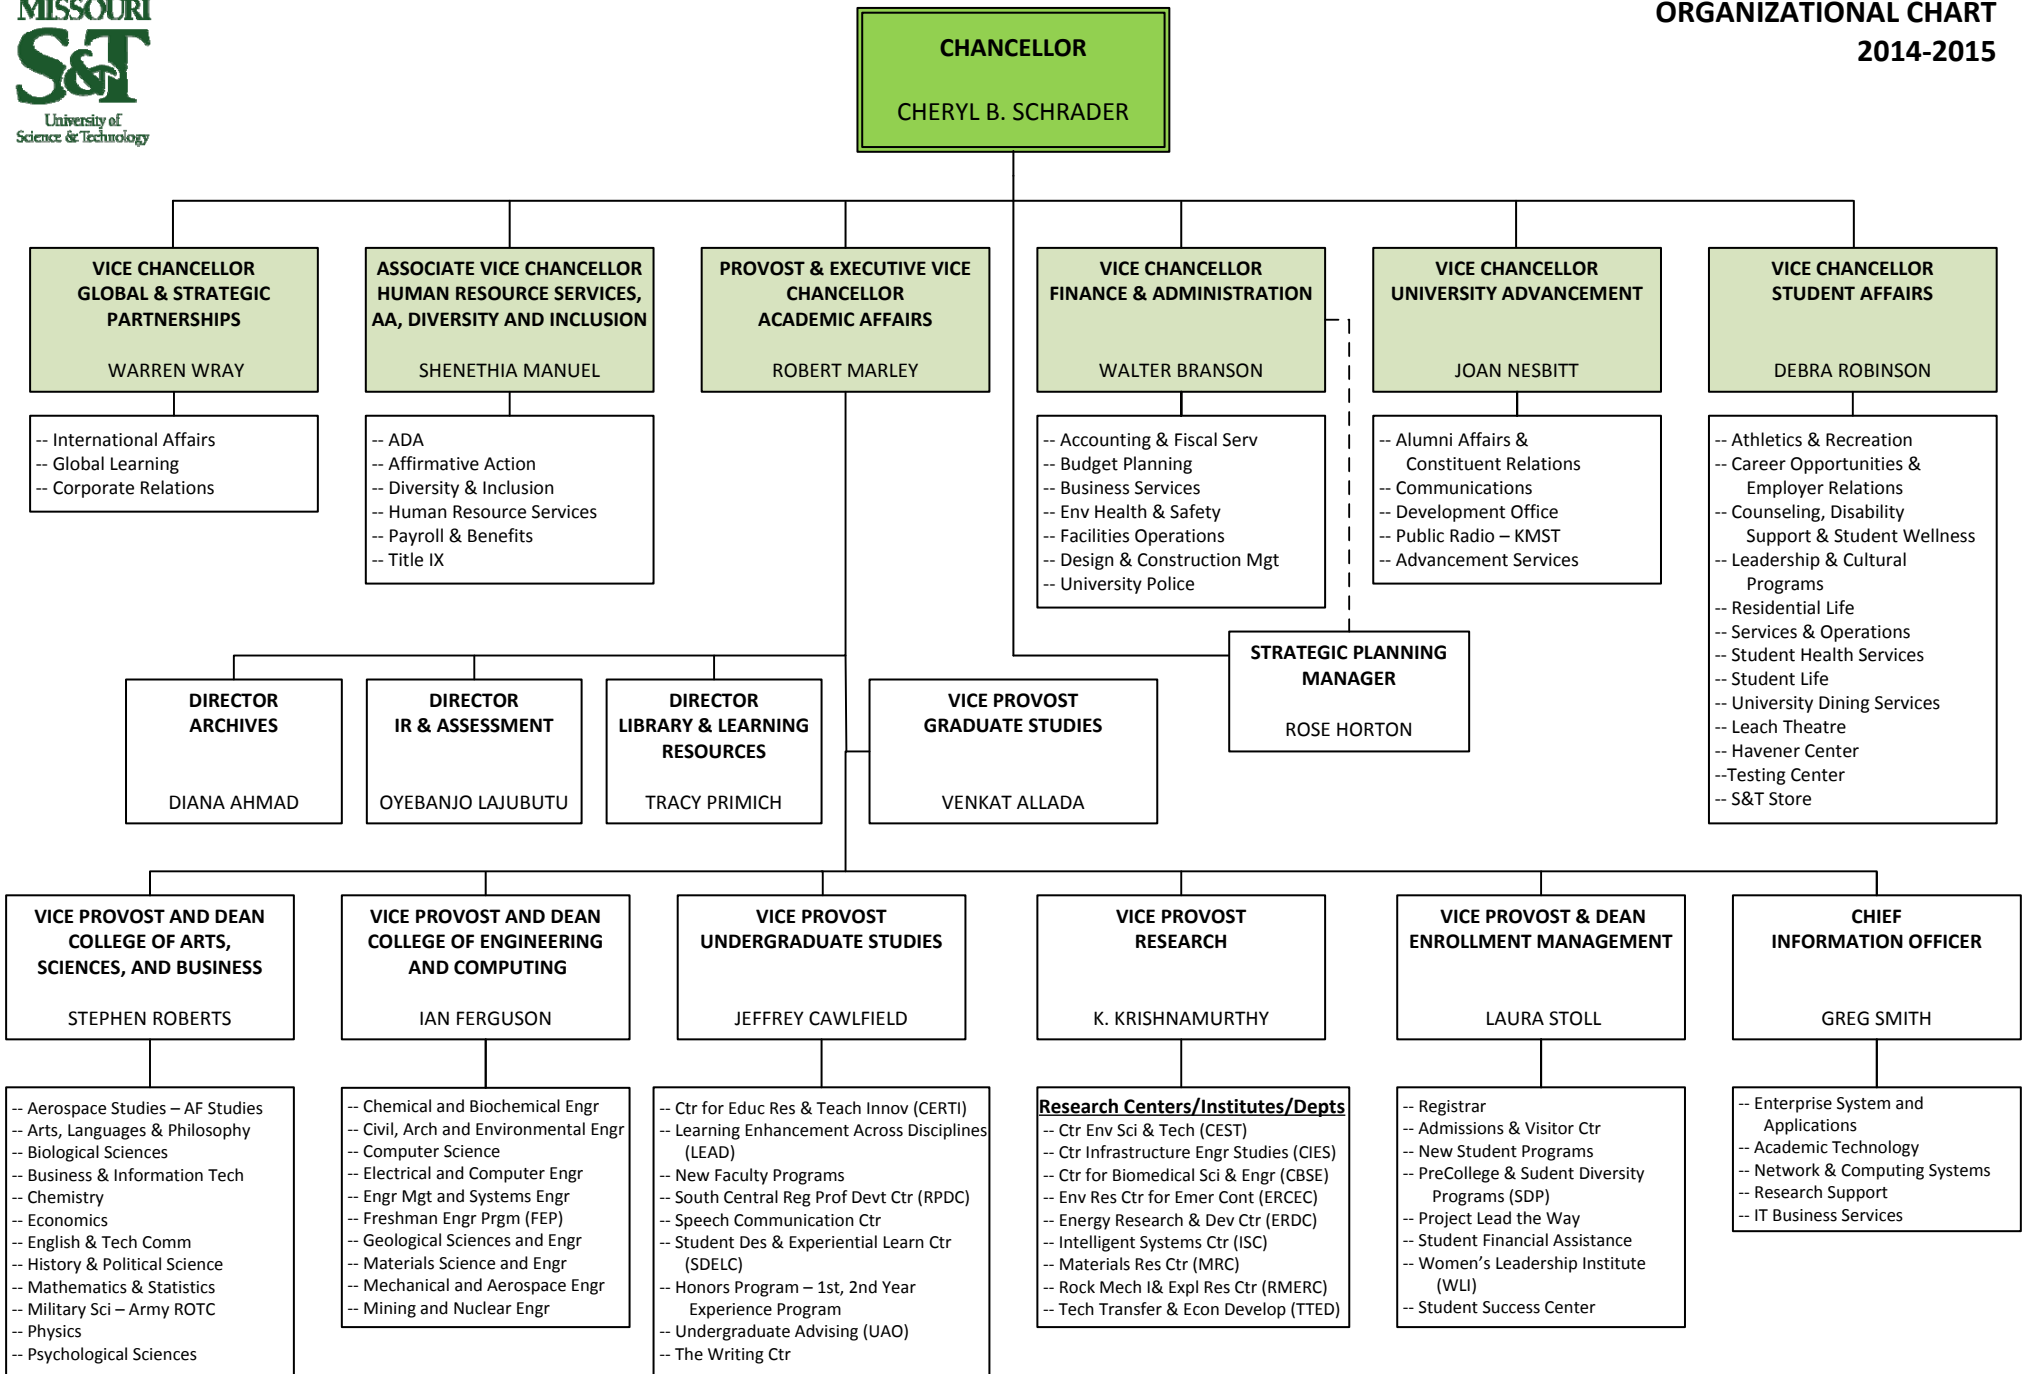 MISSOURI
S&T
University of
Science & Technology
ORGANIZATIONAL CHART
2014-2015
CHANCELLOR
CHERYL B. SCHRADER
VICE CHANCELLOR
GLOBAL & STRATEGIC
PARTNERSHIPS
WARREN WRAY
-- International Affairs
-- Global Learning
-- Corporate Relations
ASSOCIATE VICE CHANCELLOR
HUMAN RESOURCE SERVICES,
AA, DIVERSITY AND INCLUSION
SHENETHIA MANUEL
-- ADA
-- Affirmative Action
-- Diversity & Inclusion
-- Human Resource Services
-- Payroll & Benefits
-- Title IX
PROVOST & EXECUTIVE VICE
CHANCELLOR
ACADEMIC AFFAIRS
ROBERT MARLEY
VICE CHANCELLOR
FINANCE & ADMINISTRATION
WALTER BRANSON
-- Accounting & Fiscal Serv
-- Budget Planning
-- Business Services
-- Env Health & Safety
-- Facilities Operations
-- Design & Construction Mgt
-- University Police
VICE CHANCELLOR
UNIVERSITY ADVANCEMENT
JOAN NESBITT
-- Alumni Affairs &
Constituent Relations
-- Communications
-- Development Office
-- Public Radio – KMST
-- Advancement Services
VICE CHANCELLOR
STUDENT AFFAIRS
DEBRA ROBINSON
-- Athletics & Recreation
-- Career Opportunities &
Employer Relations
-- Counseling, Disability
Support & Student Wellness
-- Leadership & Cultural
Programs
-- Residential Life
-- Services & Operations
-- Student Health Services
-- Student Life
-- University Dining Services
-- Leach Theatre
-- Havener Center
--Testing Center
-- S&T Store
STRATEGIC PLANNING
MANAGER
ROSE HORTON
DIRECTOR
ARCHIVES
DIANA AHMAD
DIRECTOR
IR & ASSESSMENT
OYEBANJO LAJUBUTU
DIRECTOR
LIBRARY & LEARNING
RESOURCES
TRACY PRIMICH
VICE PROVOST
GRADUATE STUDIES
VENKAT ALLADA
VICE PROVOST AND DEAN
COLLEGE OF ARTS,
SCIENCES, AND BUSINESS
STEPHEN ROBERTS
-- Aerospace Studies – AF Studies
-- Arts, Languages & Philosophy
-- Biological Sciences
-- Business & Information Tech
-- Chemistry
-- Economics
-- English & Tech Comm
-- History & Political Science
-- Mathematics & Statistics
-- Military Sci – Army ROTC
-- Physics
-- Psychological Sciences
VICE PROVOST AND DEAN
COLLEGE OF ENGINEERING
AND COMPUTING
IAN FERGUSON
-- Chemical and Biochemical Engr
-- Civil, Arch and Environmental Engr
-- Computer Science
-- Electrical and Computer Engr
-- Engr Mgt and Systems Engr
-- Freshman Engr Prgm (FEP)
-- Geological Sciences and Engr
-- Materials Science and Engr
-- Mechanical and Aerospace Engr
-- Mining and Nuclear Engr
VICE PROVOST
UNDERGRADUATE STUDIES
JEFFREY CAWLFIELD
-- Ctr for Educ Res & Teach Innov (CERTI)
-- Learning Enhancement Across Disciplines
(LEAD)
-- New Faculty Programs
-- South Central Reg Prof Devt Ctr (RPDC)
-- Speech Communication Ctr
-- Student Des & Experiential Learn Ctr
(SDELC)
-- Honors Program – 1st, 2nd Year
Experience Program
-- Undergraduate Advising (UAO)
-- The Writing Ctr
VICE PROVOST
RESEARCH
K. KRISHNAMURTHY
Research Centers/Institutes/Depts
-- Ctr Env Sci & Tech (CEST)
-- Ctr Infrastructure Engr Studies (CIES)
-- Ctr for Biomedical Sci & Engr (CBSE)
-- Env Res Ctr for Emer Cont (ERCEC)
-- Energy Research & Dev Ctr (ERDC)
-- Intelligent Systems Ctr (ISC)
-- Materials Res Ctr (MRC)
-- Rock Mech I& Expl Res Ctr (RMERC)
-- Tech Transfer & Econ Develop (TTED)
VICE PROVOST & DEAN
ENROLLMENT MANAGEMENT
LAURA STOLL
-- Registrar
-- Admissions & Visitor Ctr
-- New Student Programs
-- PreCollege & Sudent Diversity
Programs (SDP)
-- Project Lead the Way
-- Student Financial Assistance
-- Women’s Leadership Institute
(WLI)
-- Student Success Center
CHIEF
INFORMATION OFFICER
GREG SMITH
-- Enterprise System and
Applications
-- Academic Technology
-- Network & Computing Systems
-- Research Support
-- IT Business Services